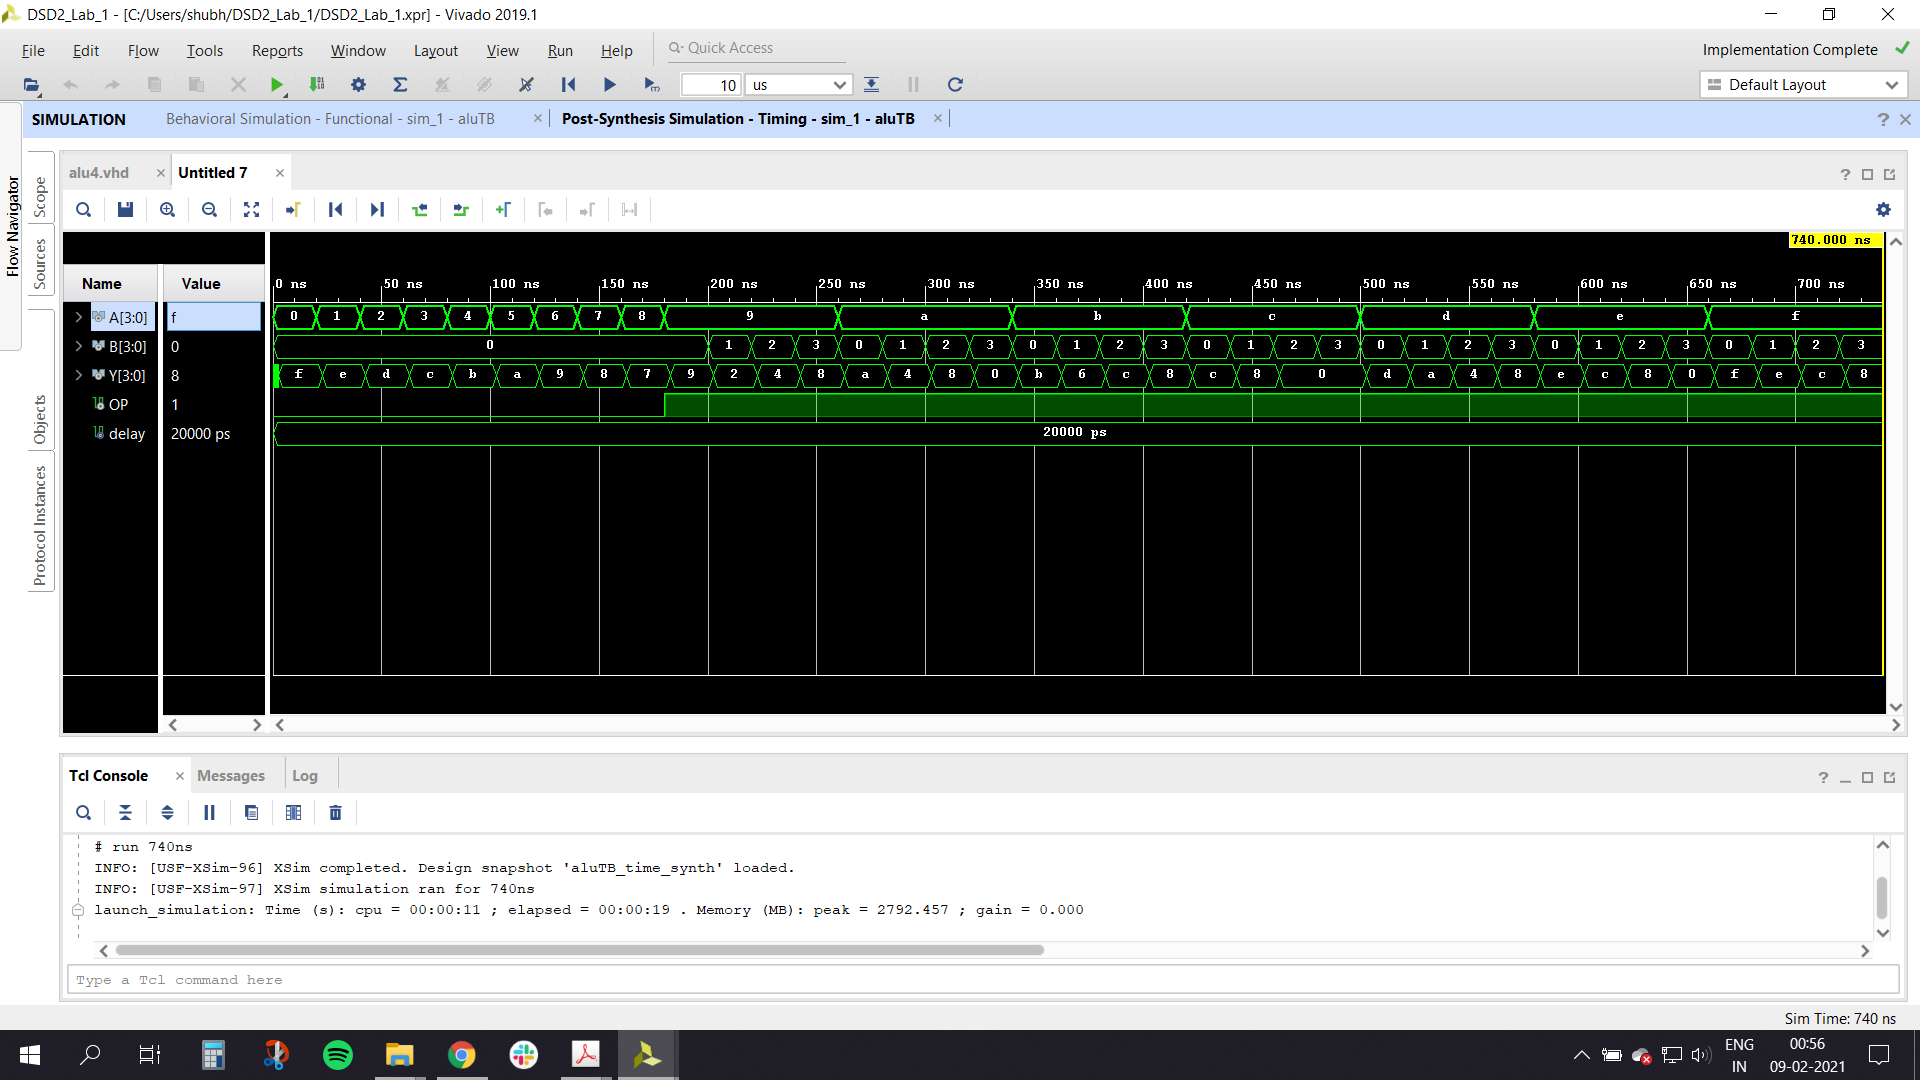 DSD2_Lab_1 - [C:/Users/shubh/DSD2_Lab_1/DSD2_Lab_1.xpr] - Vivado 2019.1
File Edit Flow Tools Reports Window Layout View Run Help Quick Access
Implementation Complete
10 us
Default Layout
SIMULATION Behavioral Simulation - Functional - sim_1 - aluTB Post-Synthesis Simulation - Timing - sim_1 - aluTB
Flow Navigator
Scope
Sources
Objects
Protocol Instances
alu4.vhd Untitled 7
740.000 ns
Name Value 0 ns 50 ns 100 ns 150 ns 200 ns 250 ns 300 ns 350 ns 400 ns 450 ns 500 ns 550 ns 600 ns 650 ns 700 ns
A[3:0] f 0 1 2 3 4 5 6 7 8 9 a b c d e f
B[3:0] 0 0 1 2 3 0 1 2 3 0 1 2 3 0 1 2 3 0 1 2 3 0 1 2 3 0 1 2 3
Y[3:0] 8 f e d c b a 9 8 7 9 2 4 8 a 4 8 0 b 6 c 8 c 8 0 d a 4 8 e c 8 0 f e c 8
OP 1
delay 20000 ps 20000 ps
Tcl Console Messages Log
# run 740ns
INFO: [USF-XSim-96] XSim completed. Design snapshot 'aluTB_time_synth' loaded.
INFO: [USF-XSim-97] XSim simulation ran for 740ns
launch_simulation: Time (s): cpu = 00:00:11 ; elapsed = 00:00:19 . Memory (MB): peak = 2792.457 ; gain = 0.000
Type a Tcl command here
Sim Time: 740 ns
ENG
IN
00:56
09-02-2021